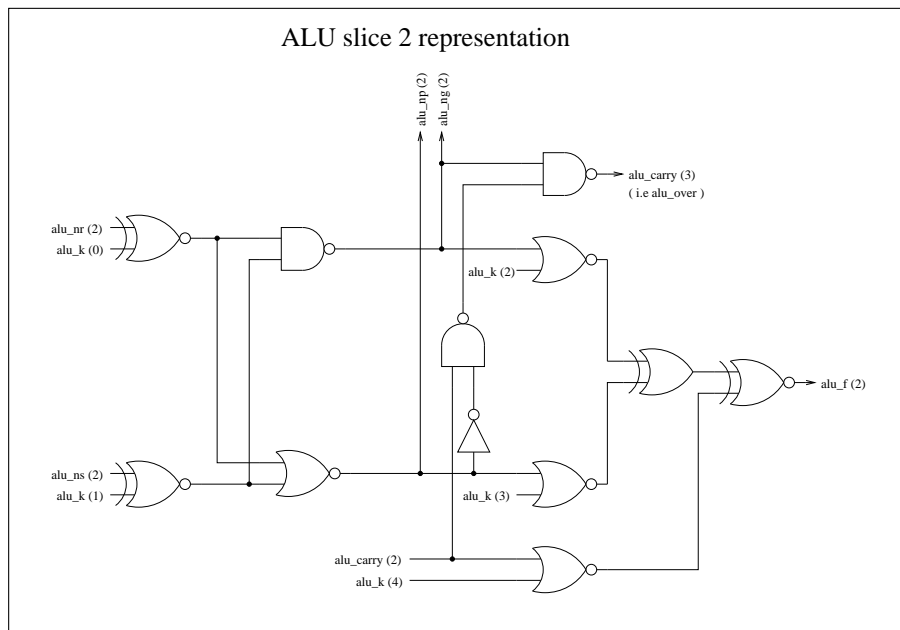 ALU slice 2 representation
alu_np (2)
alu_ng (2)
alu_carry (3)
( i.e alu_over )
alu_nr (2)
alu_k (0)
alu_k (2)
alu_f (2)
alu_ns (2)
alu_k (1)
alu_k (3)
alu_carry (2)
alu_k (4)